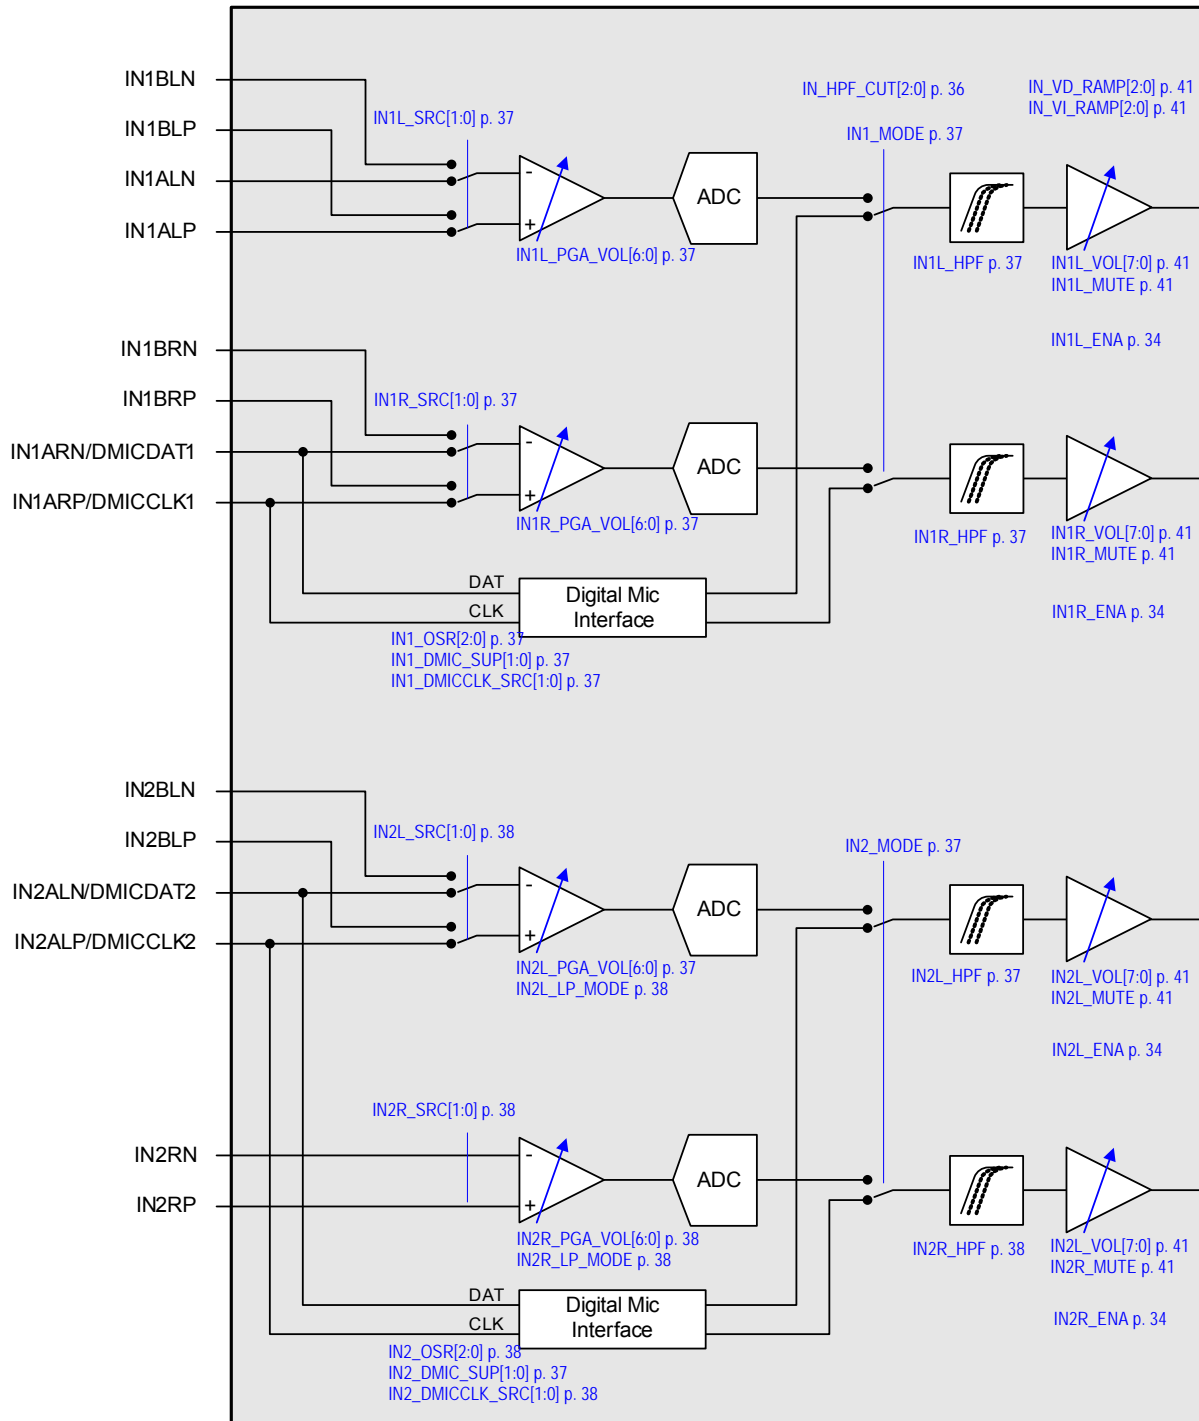 IN1BLN
IN1BLP
IN1ALN
IN1ALP
IN1L_SRC[1:0] p. 37
-
+
IN1L_PGA_VOL[6:0] p. 37
ADC
IN_HPF_CUT[2:0] p. 36
IN1_MODE p. 37
IN_VD_RAMP[2:0] p. 41
IN_VI_RAMP[2:0] p. 41
IN1L_HPF p. 37
IN1L_VOL[7:0] p. 41
IN1L_MUTE p. 41
IN1L_ENA p. 34
IN1BRN
IN1BRP
IN1ARN/DMICDAT1
IN1ARP/DMICCLK1
IN1R_SRC[1:0] p. 37
-
+
IN1R_PGA_VOL[6:0] p. 37
ADC
IN1R_HPF p. 37
IN1R_VOL[7:0] p. 41
IN1R_MUTE p. 41
IN1R_ENA p. 34
DAT
CLK
Digital Mic
Interface
IN1_OSR[2:0] p. 37
IN1_DMIC_SUP[1:0] p. 37
IN1_DMICCLK_SRC[1:0] p. 37
IN2BLN
IN2BLP
IN2ALN/DMICDAT2
IN2ALP/DMICCLK2
IN2L_SRC[1:0] p. 38
-
+
IN2L_PGA_VOL[6:0] p. 37
IN2L_LP_MODE p. 38
ADC
IN2_MODE p. 37
IN2L_HPF p. 37
IN2L_VOL[7:0] p. 41
IN2L_MUTE p. 41
IN2L_ENA p. 34
IN2RN
IN2RP
IN2R_SRC[1:0] p. 38
-
+
IN2R_PGA_VOL[6:0] p. 38
IN2R_LP_MODE p. 38
ADC
IN2R_HPF p. 38
IN2L_VOL[7:0] p. 41
IN2R_MUTE p. 41
IN2R_ENA p. 34
DAT
CLK
Digital Mic
Interface
IN2_OSR[2:0] p. 38
IN2_DMIC_SUP[1:0] p. 37
IN2_DMICCLK_SRC[1:0] p. 38